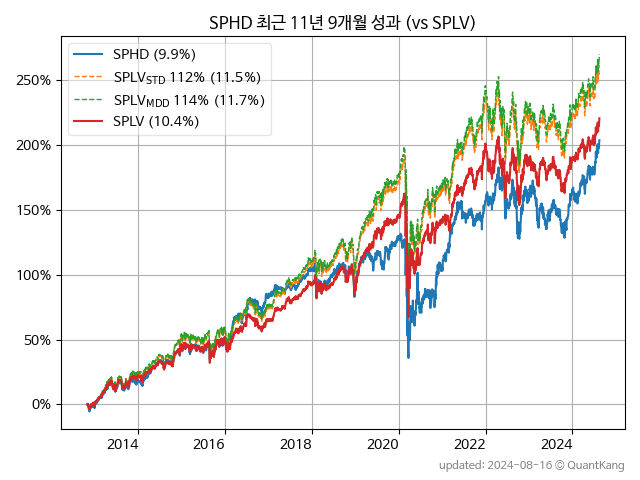 SPHD 최근 11년 9개월 성과 (vs SPLV)
SPHD (9.9%)
SPLV_STD 112% (11.5%)
SPLV_MDD 114% (11.7%)
SPLV (10.4%)
250%
200%
150%
100%
50%
0%
2014 2016 2018 2020 2022 2024
updated: 2024-08-16 © QuantKang